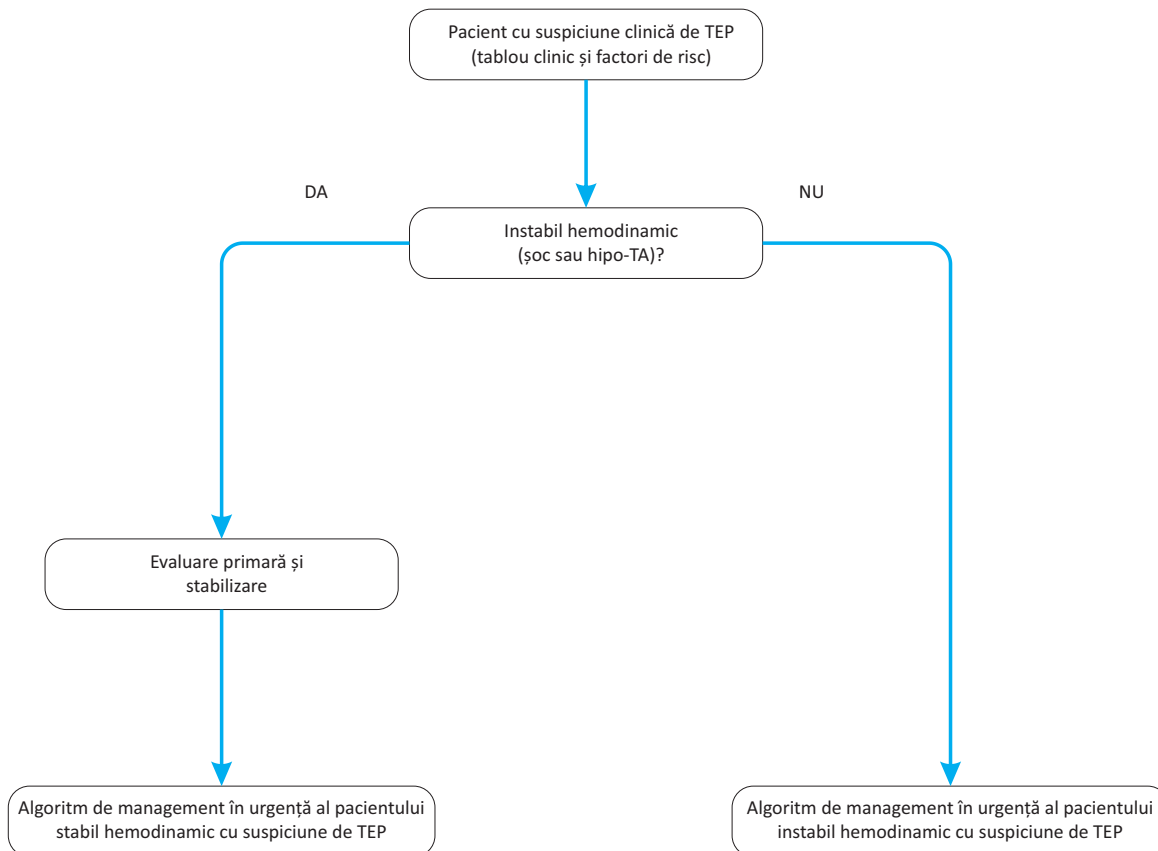 Pacient cu suspiciune clinică de TEP
(tablou clinic și factori de risc)
DA
NU
Instabil hemodinamic
(șoc sau hipo-TA)?
Evaluare primară și
stabilizare
Algoritm de management în urgență al pacientului
stabil hemodinamic cu suspiciune de TEP
Algoritm de management în urgență al pacientului
instabil hemodinamic cu suspiciune de TEP